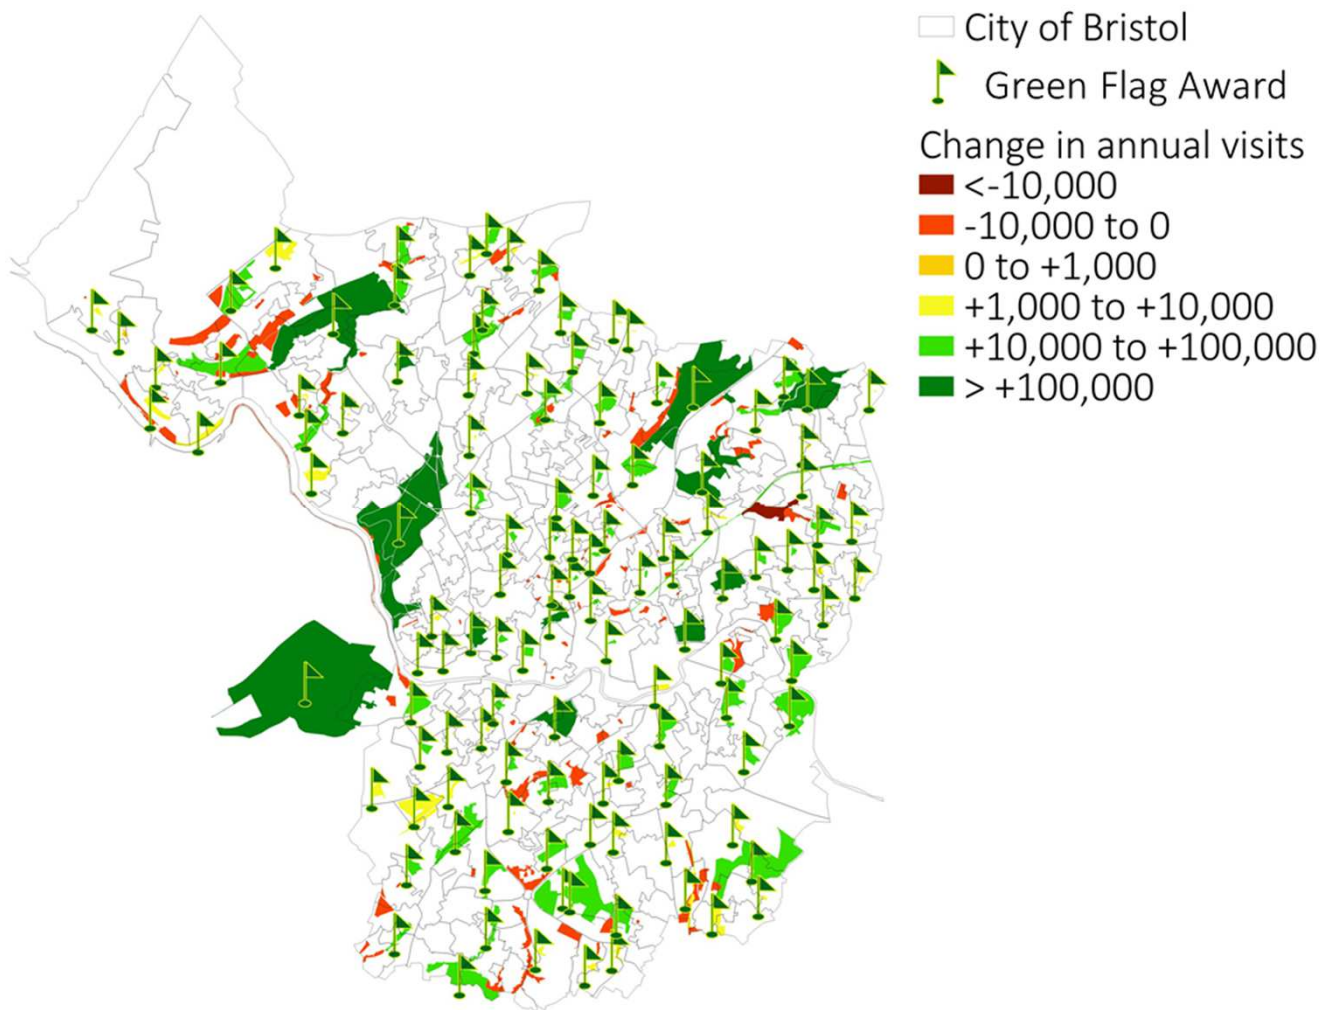 City of Bristol
Green Flag Award
Change in annual visits
<-10,000
-10,000 to 0
0 to +1,000
+1,000 to +10,000
+10,000 to +100,000
> +100,000